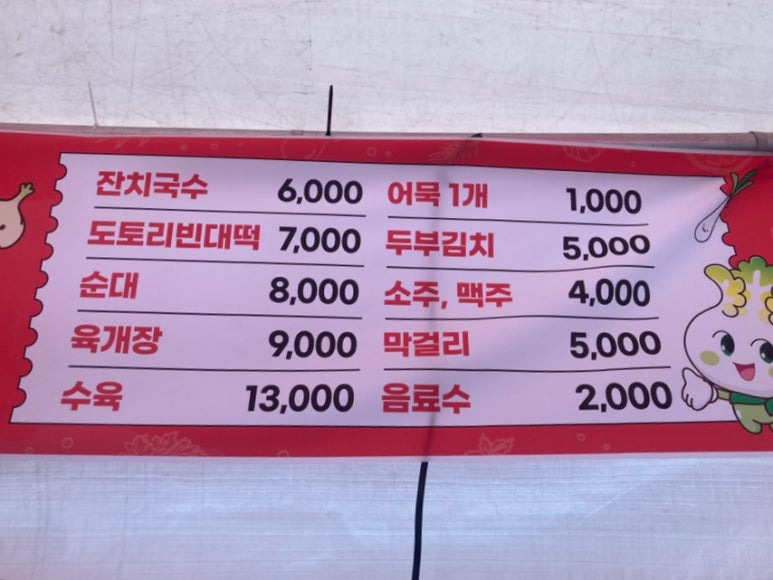 잔치국수 6,000
도토리빈대떡 7,000
순대 8,000
육개장 9,000
수육 13,000
어묵 1개 1,000
두부김치 5,000
소주, 맥주 4,000
막걸리 5,000
음료수 2,000